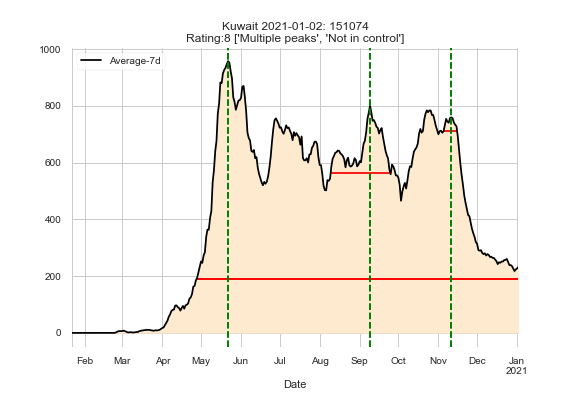 Kuwait 2021-01-02: 151074
Rating:8 ['Multiple peaks', 'Not in control']
Average-7d
1000
800
600
400
200
0
Feb Mar Apr May Jun Jul Aug Sep Oct Nov Dec Jan
2021
Date